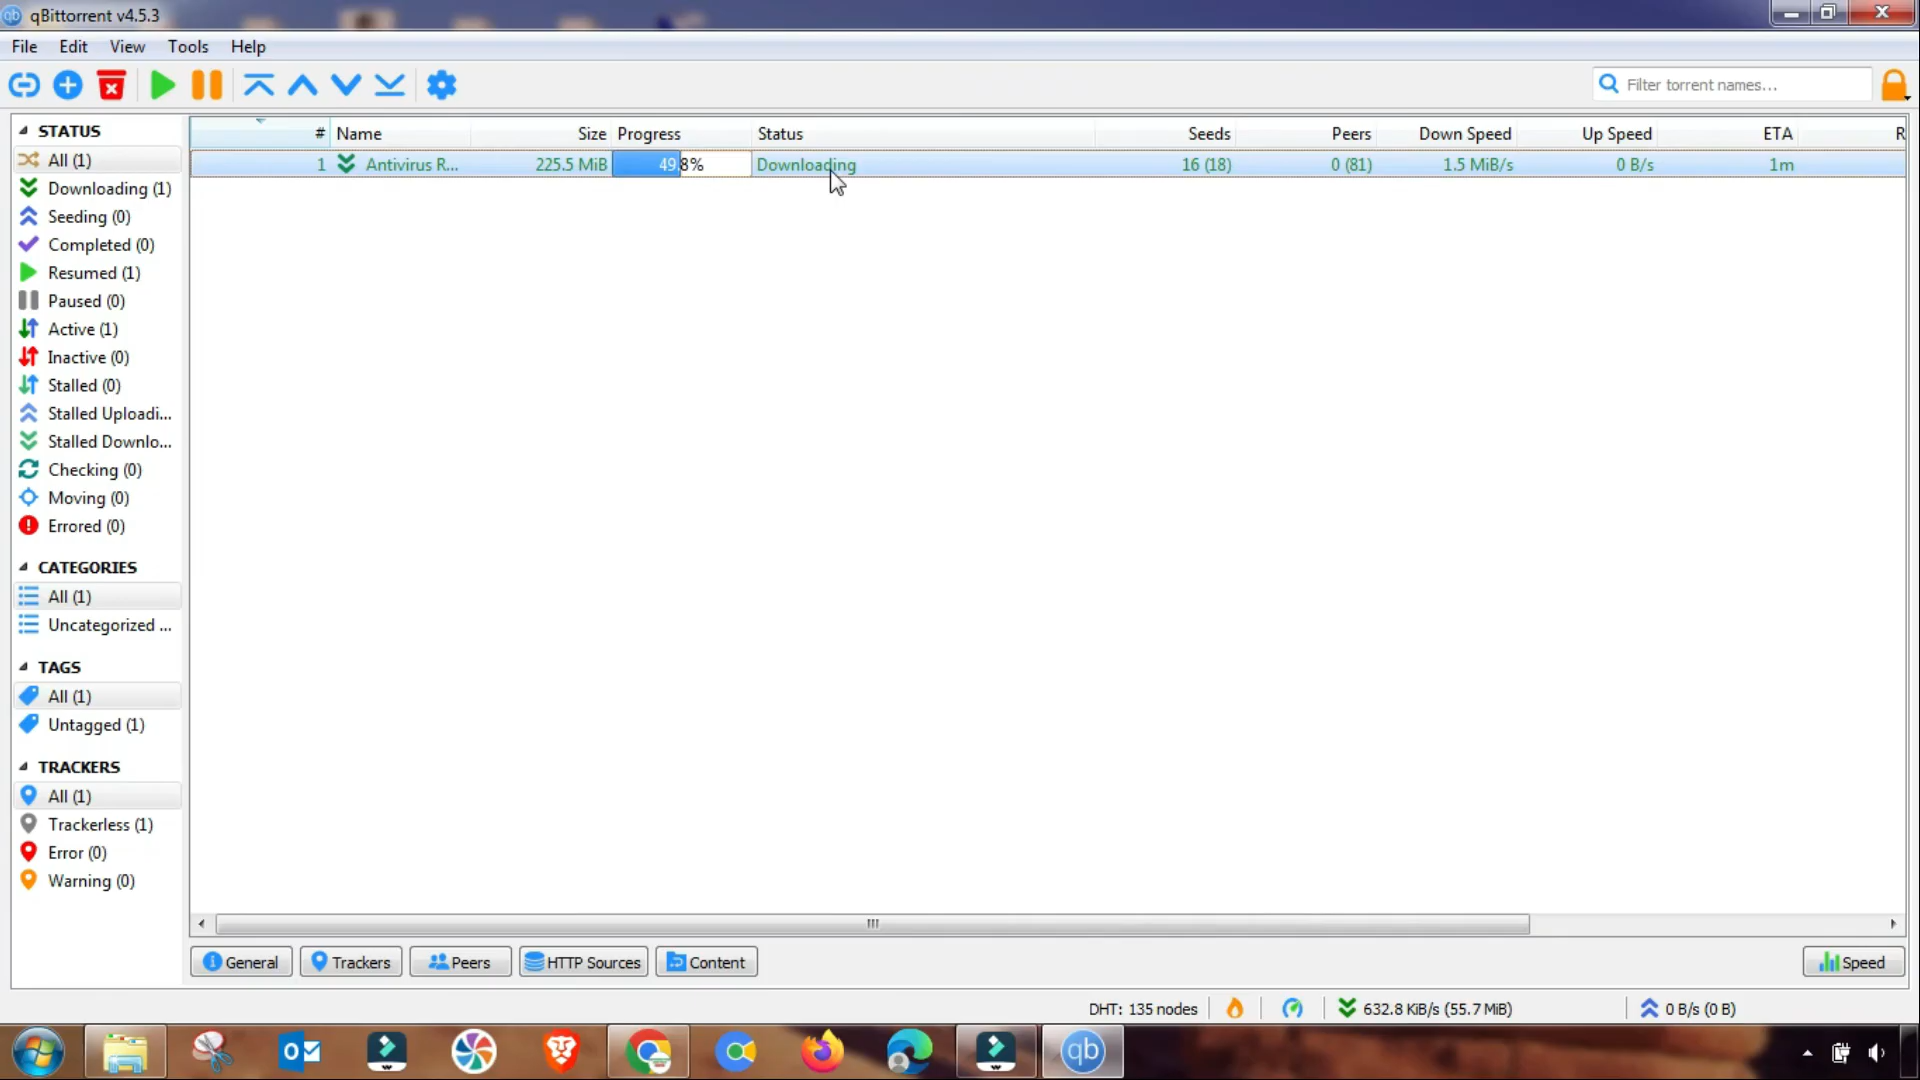 qBittorrent v4.5.3
File Edit View Tools Help
Filter torrent names...
STATUS
All (1)
Downloading (1)
Seeding (0)
Completed (0)
Resumed (1)
Paused (0)
Active (1)
Inactive (0)
Stalled (0)
Stalled Uploadi...
Stalled Downlo...
Checking (0)
Moving (0)
Errored (0)
CATEGORIES
All (1)
Uncategorized ...
TAGS
All (1)
Untagged (1)
TRACKERS
All (1)
Trackerless (1)
Error (0)
Warning (0)
# Name Size Progress Status Seeds Peers Down Speed Up Speed ETA R
1 Antivirus R... 225.5 MiB 49.8% Downloading 16 (18) 0 (81) 1.5 MiB/s 0 B/s 1m
General Trackers Peers HTTP Sources Content Speed
DHT: 135 nodes 632.8 KiB/s (55.7 MiB) 0 B/s (0 B)